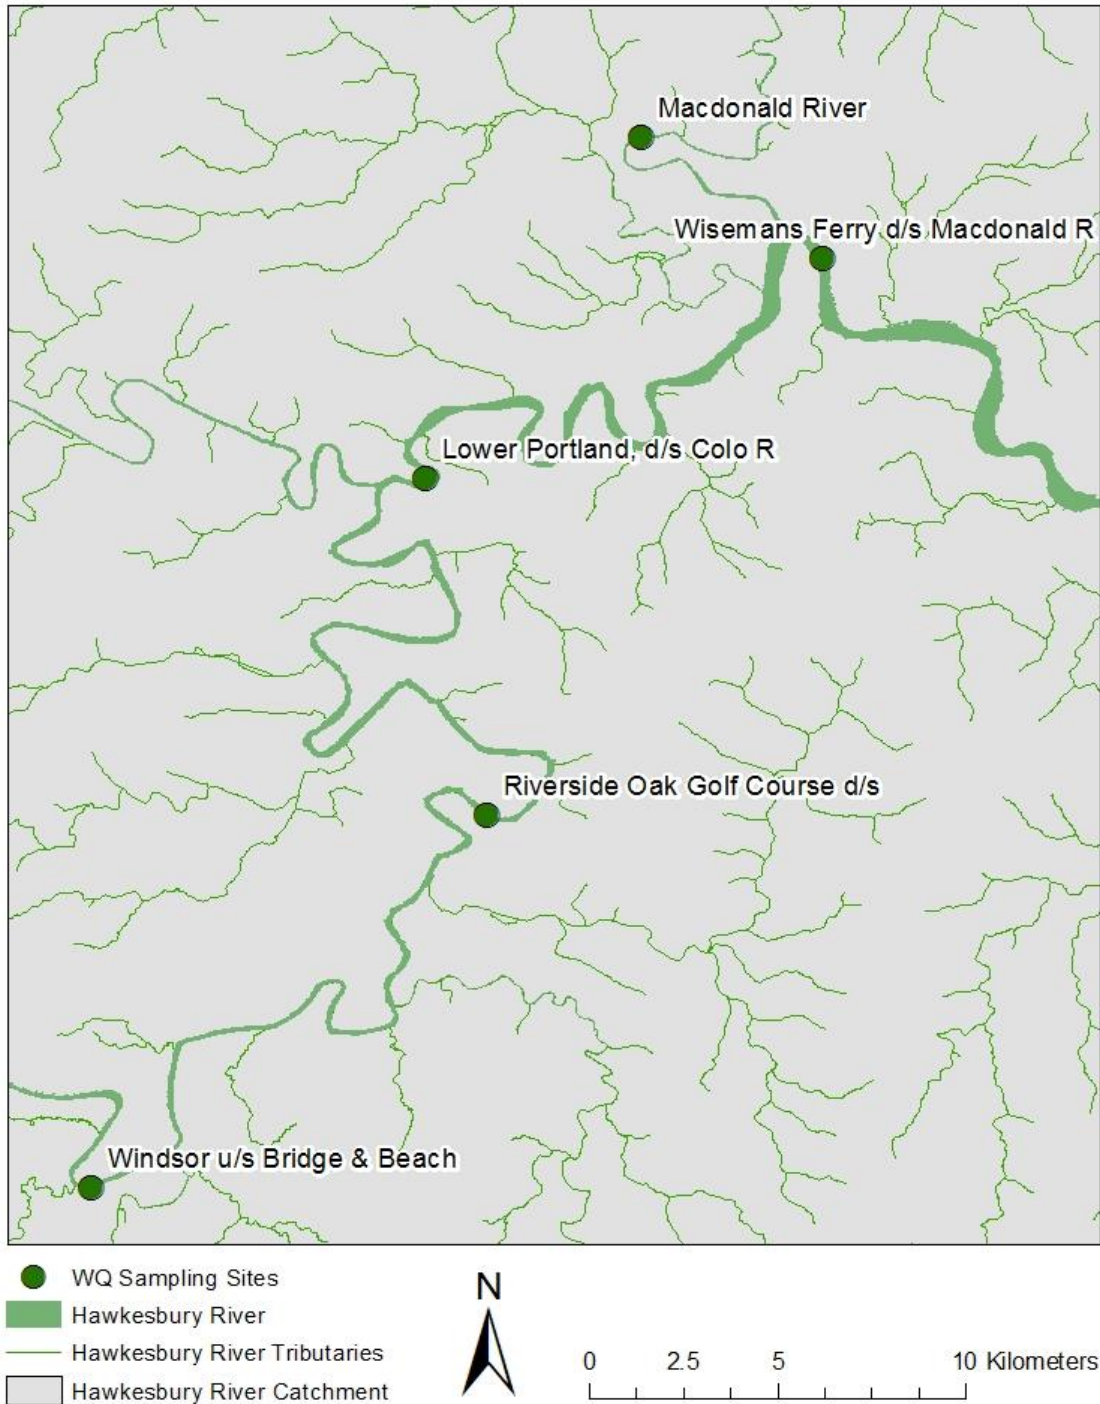 Macdonald River
Wisemans Ferry d/s Macdonald R
Lower Portland, d/s Colo R
Riverside Oak Golf Course d/s
Windsor u/s Bridge & Beach
WQ Sampling Sites
Hawkesbury River
Hawkesbury River Tributaries
Hawkesbury River Catchment
N
0 2.5 5 10 Kilometers